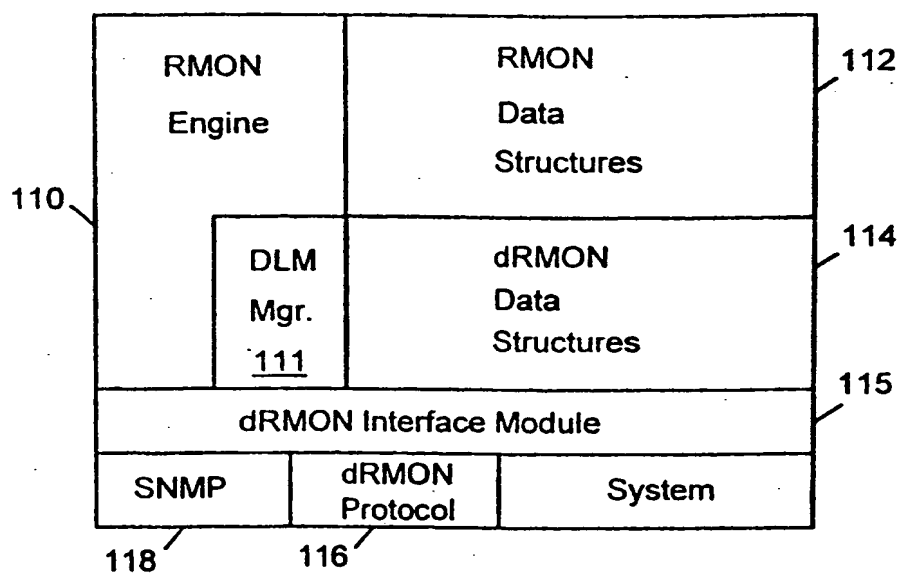 RMON
Engine
RMON
Data
Structures
112
110
DLM
Mgr.
111
dRMON
Data
Structures
114
115
dRMON Interface Module
SNMP
dRMON
Protocol
System
118
116